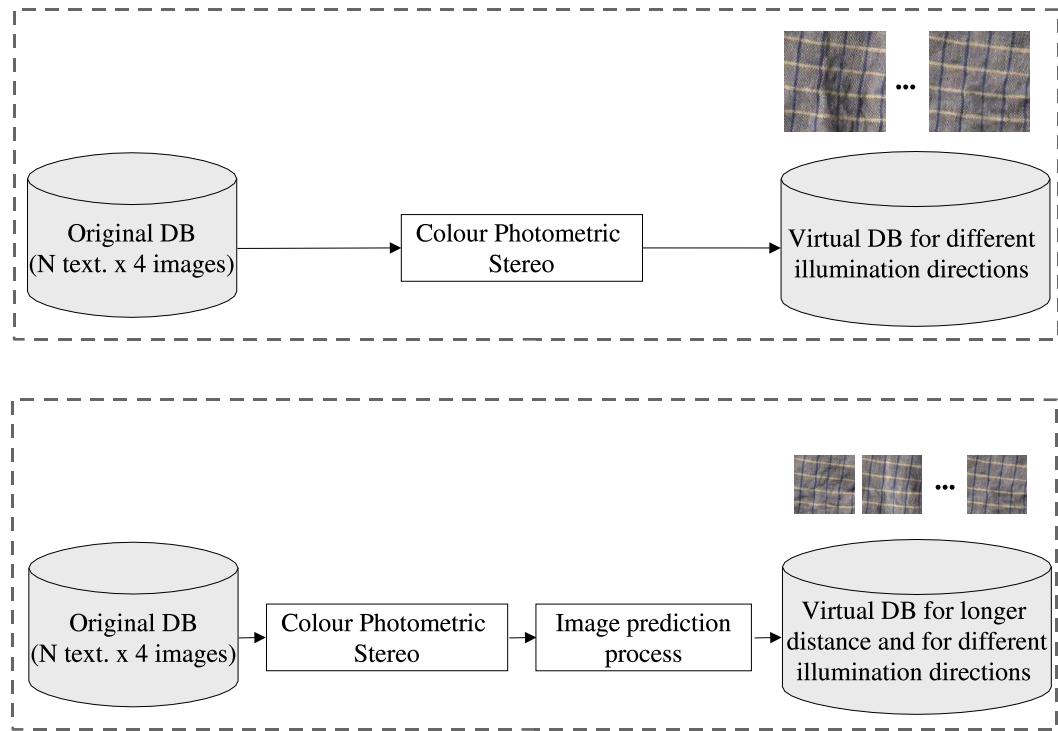 ...
Original DB
(N text. x 4 images)
Colour Photometric
Stereo
Virtual DB for different
illumination directions
...
Original DB
(N text. x 4 images)
Colour Photometric
Stereo
Image prediction
process
Virtual DB for longer
distance and for different
illumination directions